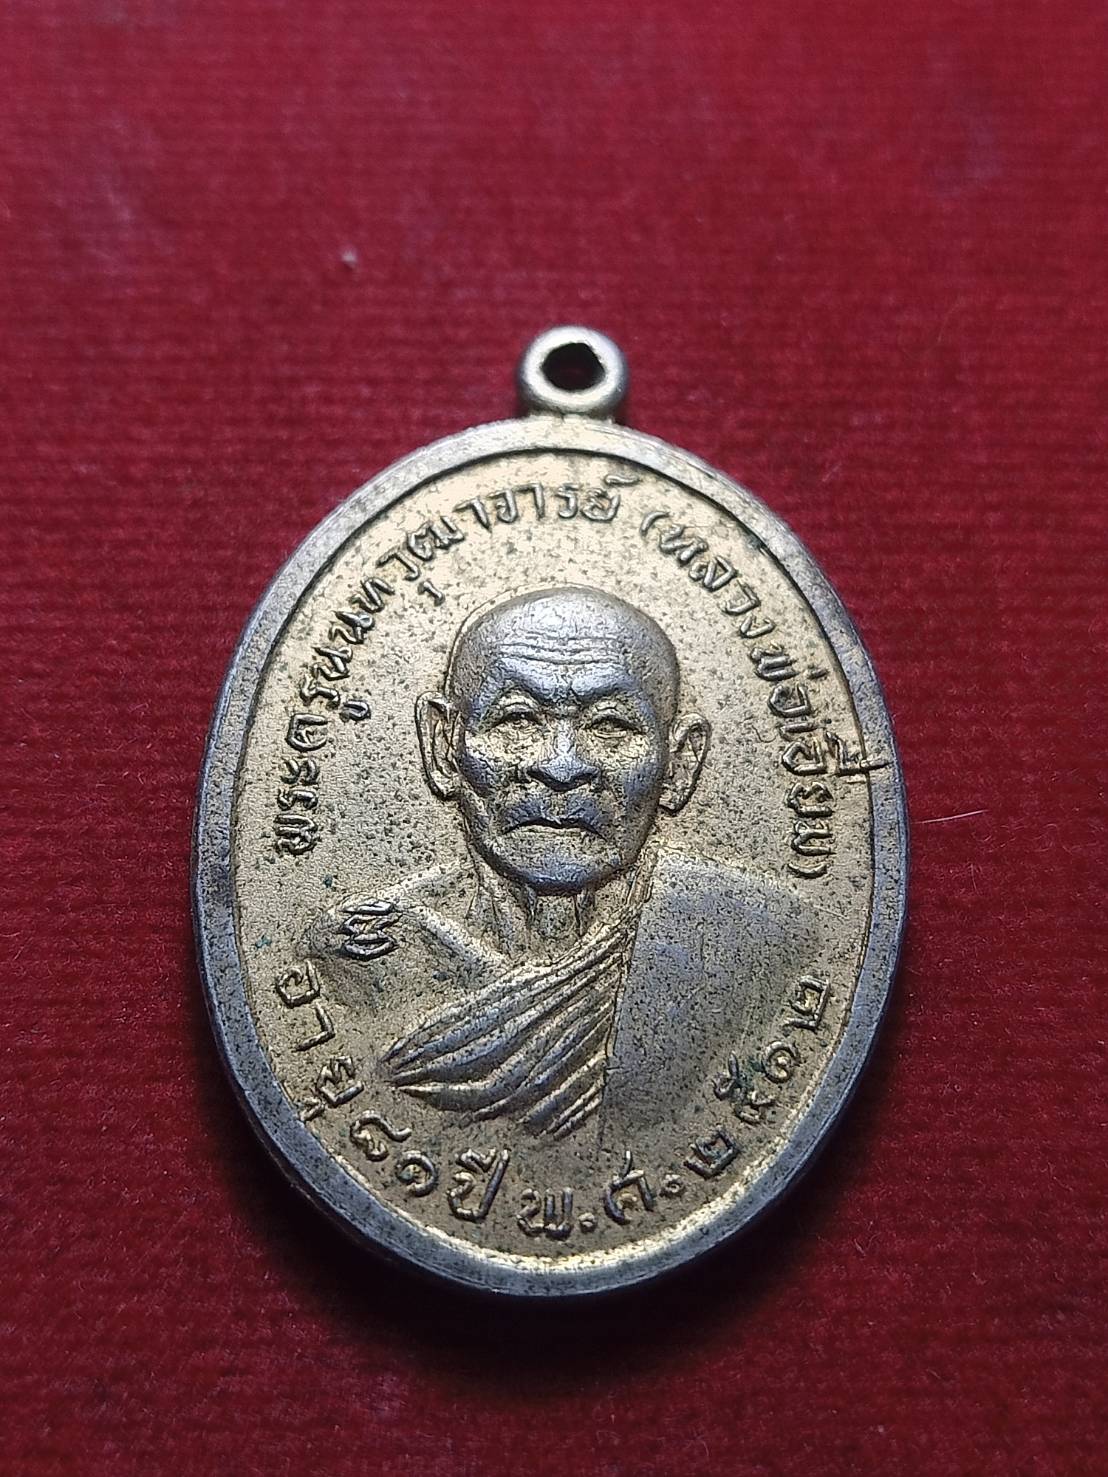 พระครูนนทวุฒาจารย์ (หลวงพ่อเอี่ยม)
อายุ ๘๑ ปี พ.ศ. ๒๕๑๒